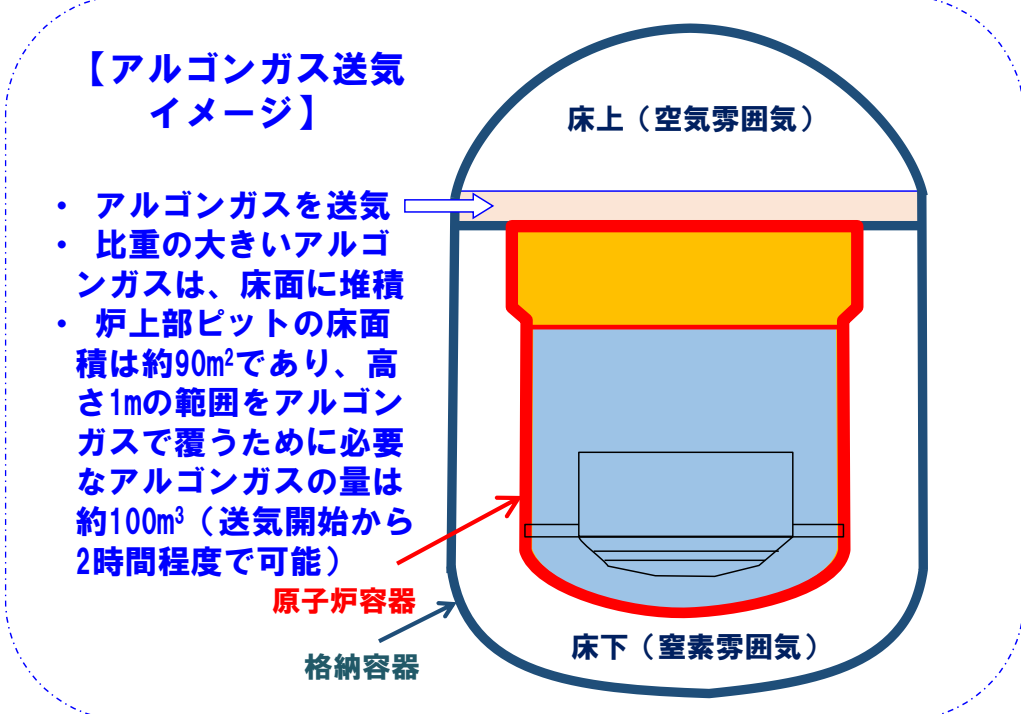 【アルゴンガス送気
イメージ】
・ アルゴンガスを送気
・ 比重の大きいアルゴ
ンガスは、床面に堆積
・ 炉上部ピットの床面
積は約90m²であり、高
さ1mの範囲をアルゴン
ガスで覆うために必要
なアルゴンガスの量は
約100m³（送気開始から
2時間程度で可能）
原子炉容器
格納容器
床上（空気雰囲気）
床下（窒素雰囲気）